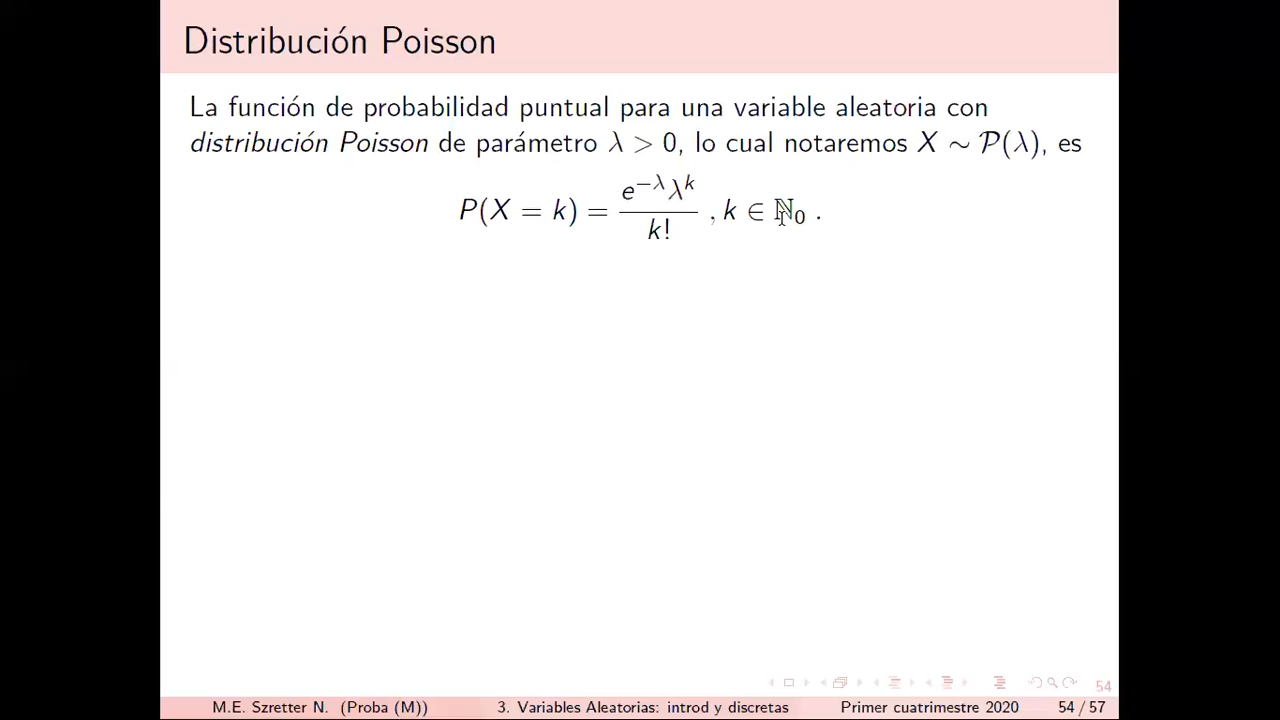 Distribución Poisson
La función de probabilidad puntual para una variable aleatoria con
distribución Poisson de parámetro λ > 0, lo cual notaremos X ∼ 𝒫(λ), es
P(X = k) = e^{−λ}λ^k / k! , k ∈ ℕ₀ .
54
M.E. Szretter N. (Proba (M)) 3. Variables Aleatorias: introd y discretas Primer cuatrimestre 2020 54 / 57